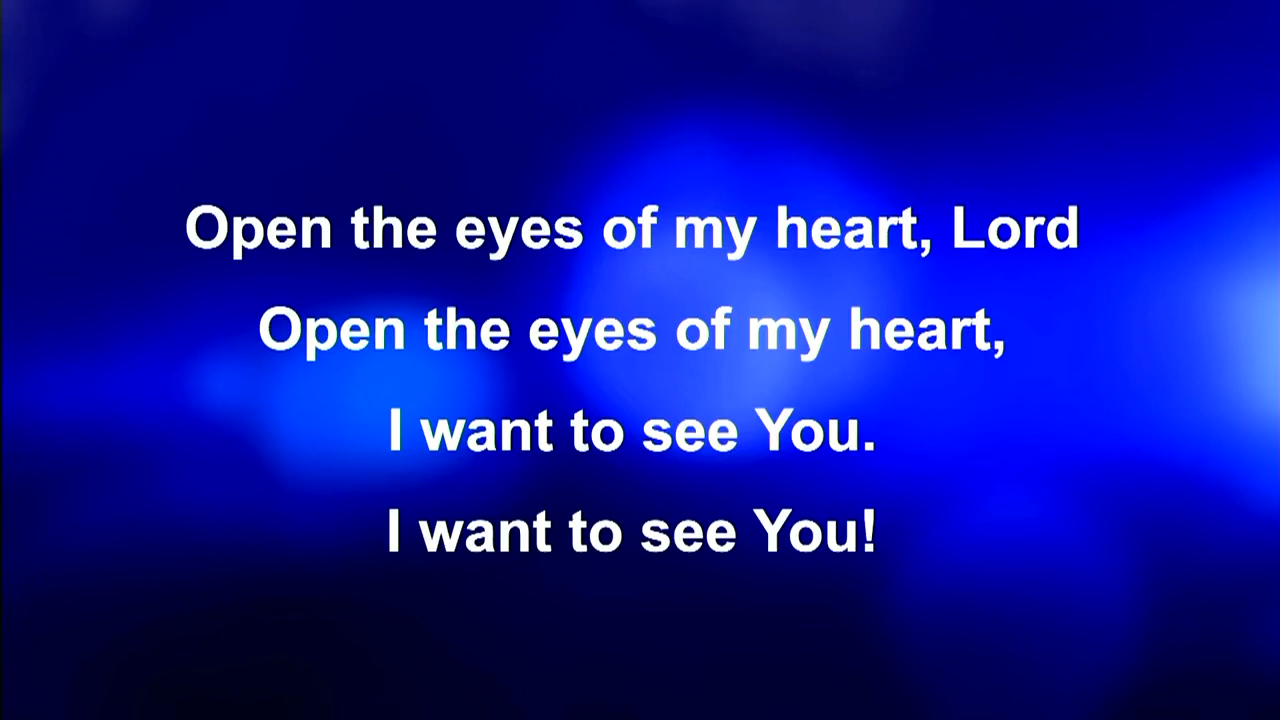 Open the eyes of my heart, Lord
Open the eyes of my heart,
I want to see You.
I want to see You!